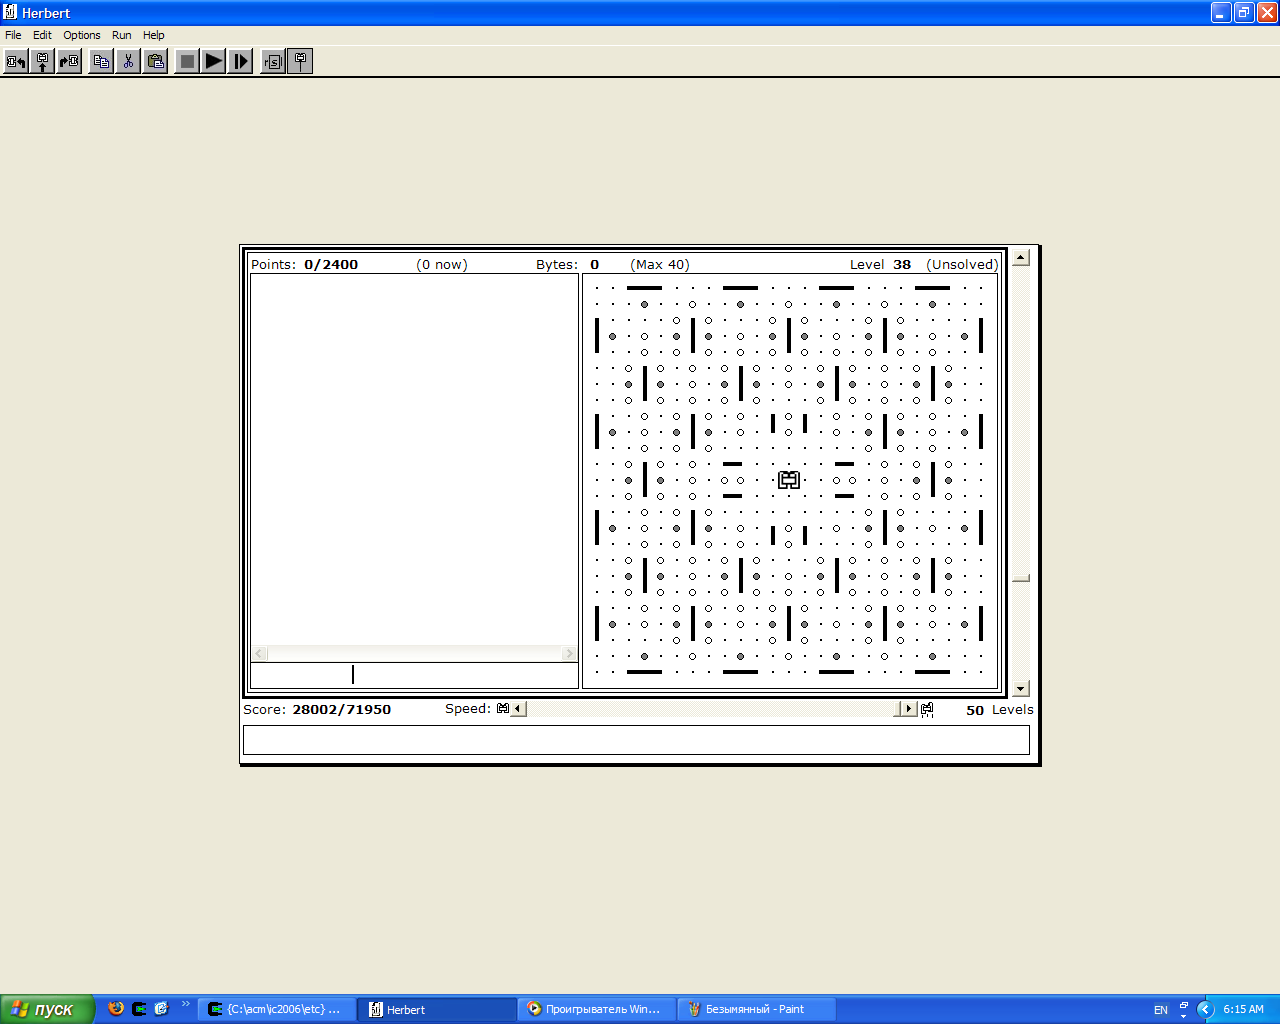 Herbert
File Edit Options Run Help
r s l
Points: 0/2400 (0 now) Bytes: 0 (Max 40) Level 38 (Unsolved)
Score: 28002/71950 Speed: 50 Levels
пуск {C:\acm\ic2006\etc} ... Herbert Проигрыватель Win... Безымянный - Paint EN 6:15 AM